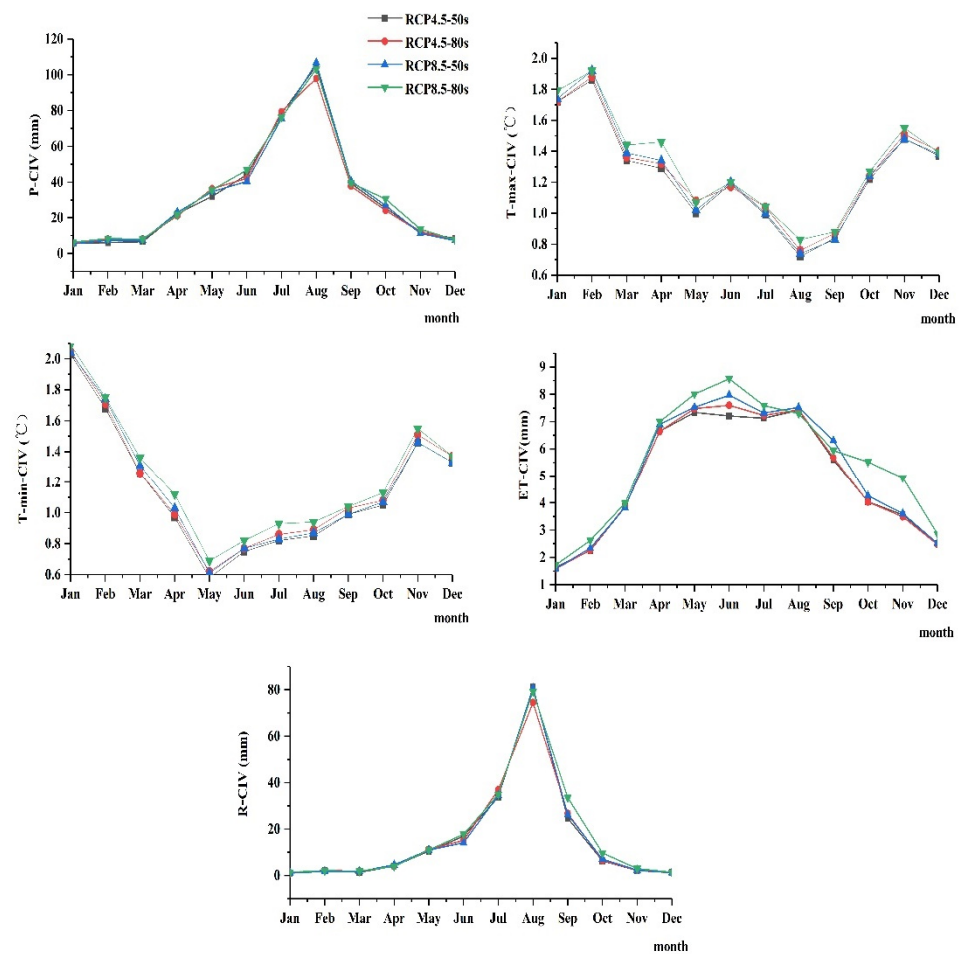 RCP4.5-50s
RCP4.5-80s
RCP8.5-50s
RCP8.5-80s
P-CIV (mm)
120
100
80
60
40
20
0
Jan Feb Mar Apr May Jun Jul Aug Sep Oct Nov Dec
month
T-max-CIV (℃)
2.0
1.8
1.6
1.4
1.2
1.0
0.8
0.6
Jan Feb Mar Apr May Jun Jul Aug Sep Oct Nov Dec
month
T-min-CIV (℃)
2.0
1.8
1.6
1.4
1.2
1.0
0.8
0.6
Jan Feb Mar Apr May Jun Jul Aug Sep Oct Nov Dec
month
ET-CIV(mm)
9
8
7
6
5
4
3
2
1
Jan Feb Mar Apr May Jun Jul Aug Sep Oct Nov Dec
month
R-CIV (mm)
80
60
40
20
0
Jan Feb Mar Apr May Jun Jul Aug Sep Oct Nov Dec
month